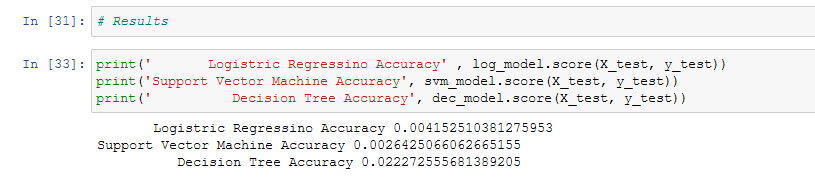 In [31]: # Results
In [33]: print('       Logistric Regressino Accuracy' , log_model.score(X_test, y_test))
print('Support Vector Machine Accuracy', svm_model.score(X_test, y_test))
print('          Decision Tree Accuracy', dec_model.score(X_test, y_test))
Logistric Regressino Accuracy 0.004152510381275953
Support Vector Machine Accuracy 0.0026425066062665155
Decision Tree Accuracy 0.022272555681389205